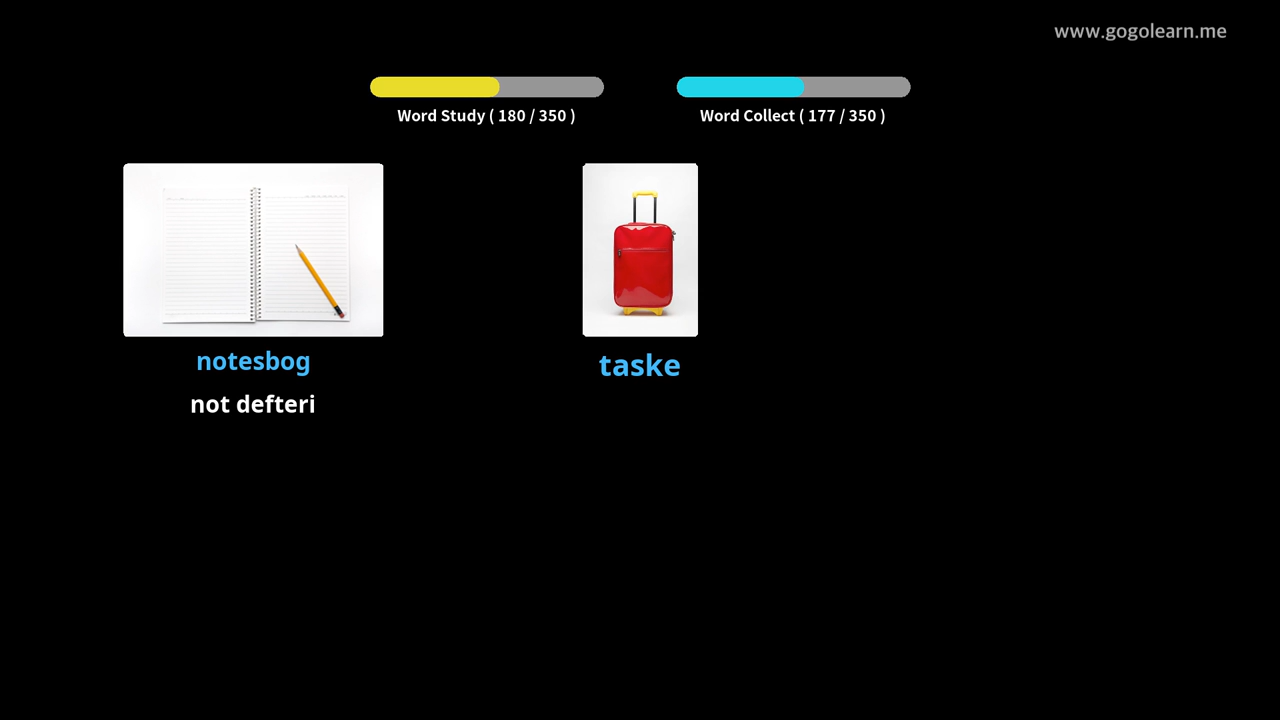 www.gogolearn.me
Word Study ( 180 / 350 )
Word Collect ( 177 / 350 )
notesbog
not defteri
taske